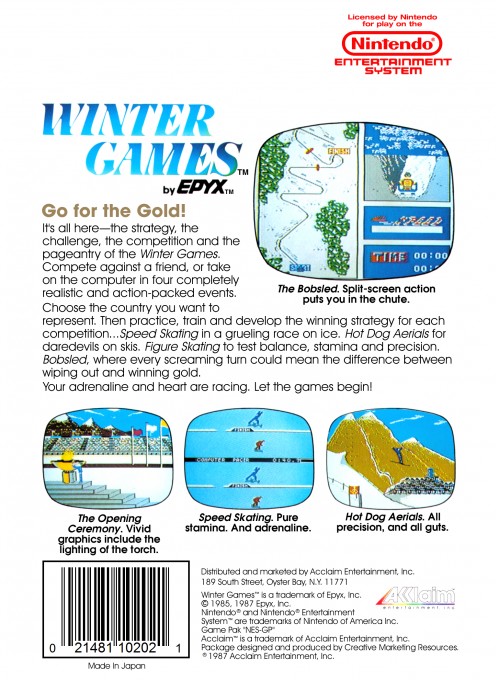 Licensed by Nintendo
for play on the
Nintendo®
ENTERTAINMENT
SYSTEM
WINTER
GAMES™
by EPYX™
Go for the Gold!
It's all here—the strategy, the
challenge, the competition and the
pageantry of the Winter Games.
Compete against a friend, or take
on the computer in four completely
realistic and action-packed events.
Choose the country you want to
represent. Then practice, train and develop the winning strategy for each
competition...Speed Skating in a grueling race on ice. Hot Dog Aerials for
daredevils on skis. Figure Skating to test balance, stamina and precision.
Bobsled, where every screaming turn could mean the difference between
wiping out and winning gold.
Your adrenaline and heart are racing. Let the games begin!
FINISH
START
SPEED
TIME 00:00
00:0
The Bobsled. Split-screen action
puts you in the chute.
FINISH
COMPUTER PACER
The Opening
Ceremony. Vivid
graphics include the
lighting of the torch.
Speed Skating. Pure
stamina. And adrenaline.
Hot Dog Aerials. All
precision, and all guts.
0 21481 10202 1
Made In Japan
Distributed and marketed by Acclaim Entertainment, Inc.
189 South Street, Oyster Bay, N.Y. 11771
Winter Games™ is a trademark of Epyx, Inc.
© 1985, 1987 Epyx, Inc.
Nintendo® and Nintendo® Entertainment
System™ are trademarks of Nintendo of America Inc.
Game Pak "NES-GP"
Acclaim™ is a trademark of Acclaim Entertainment, Inc.
Package designed and produced by Creative Marketing Resources.
®1987 Acclaim Entertainment, Inc.
AKClaim
entertainment inc.